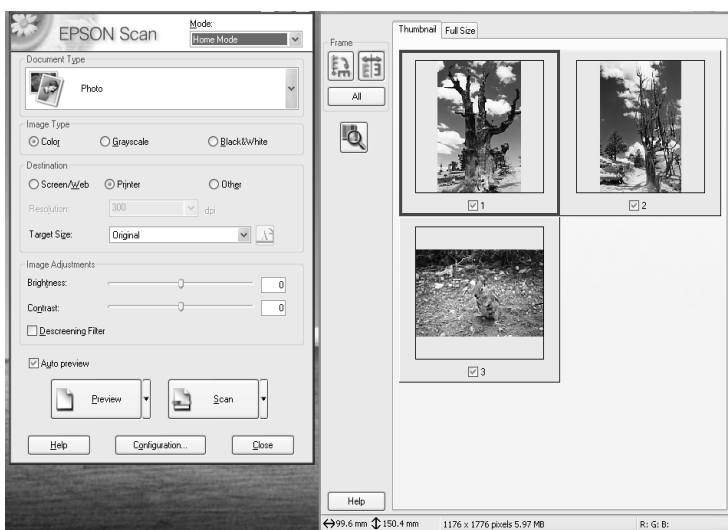 EPSON Scan
Mode:
Home Mode
Document Type
Photo
Image Type
Color Grayscale Black&White
Destination
Screen/Web Printer Other
Resolution: 300 dpi
Target Size: Original
Image Adjustments
Brightness: 0
Contrast: 0
Descreening Filter
Auto preview
Preview Scan
Help Configuration... Close
Frame
All
Help
Thumbnail Full Size
1 2
3
99.6 mm 150.4 mm 1176 x 1776 pixels 5.97 MB R: G: B: